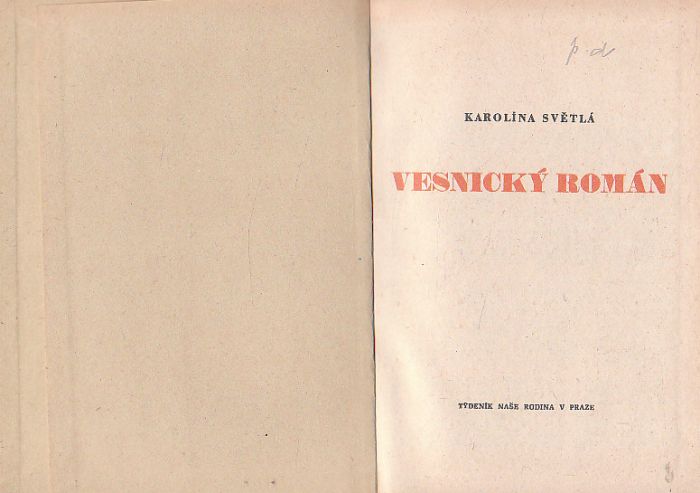 p.d
KAROLÍNA SVĚTLÁ
VESNICKÝ ROMÁN
TÝDENÍK NAŠE RODINA V PRAZE